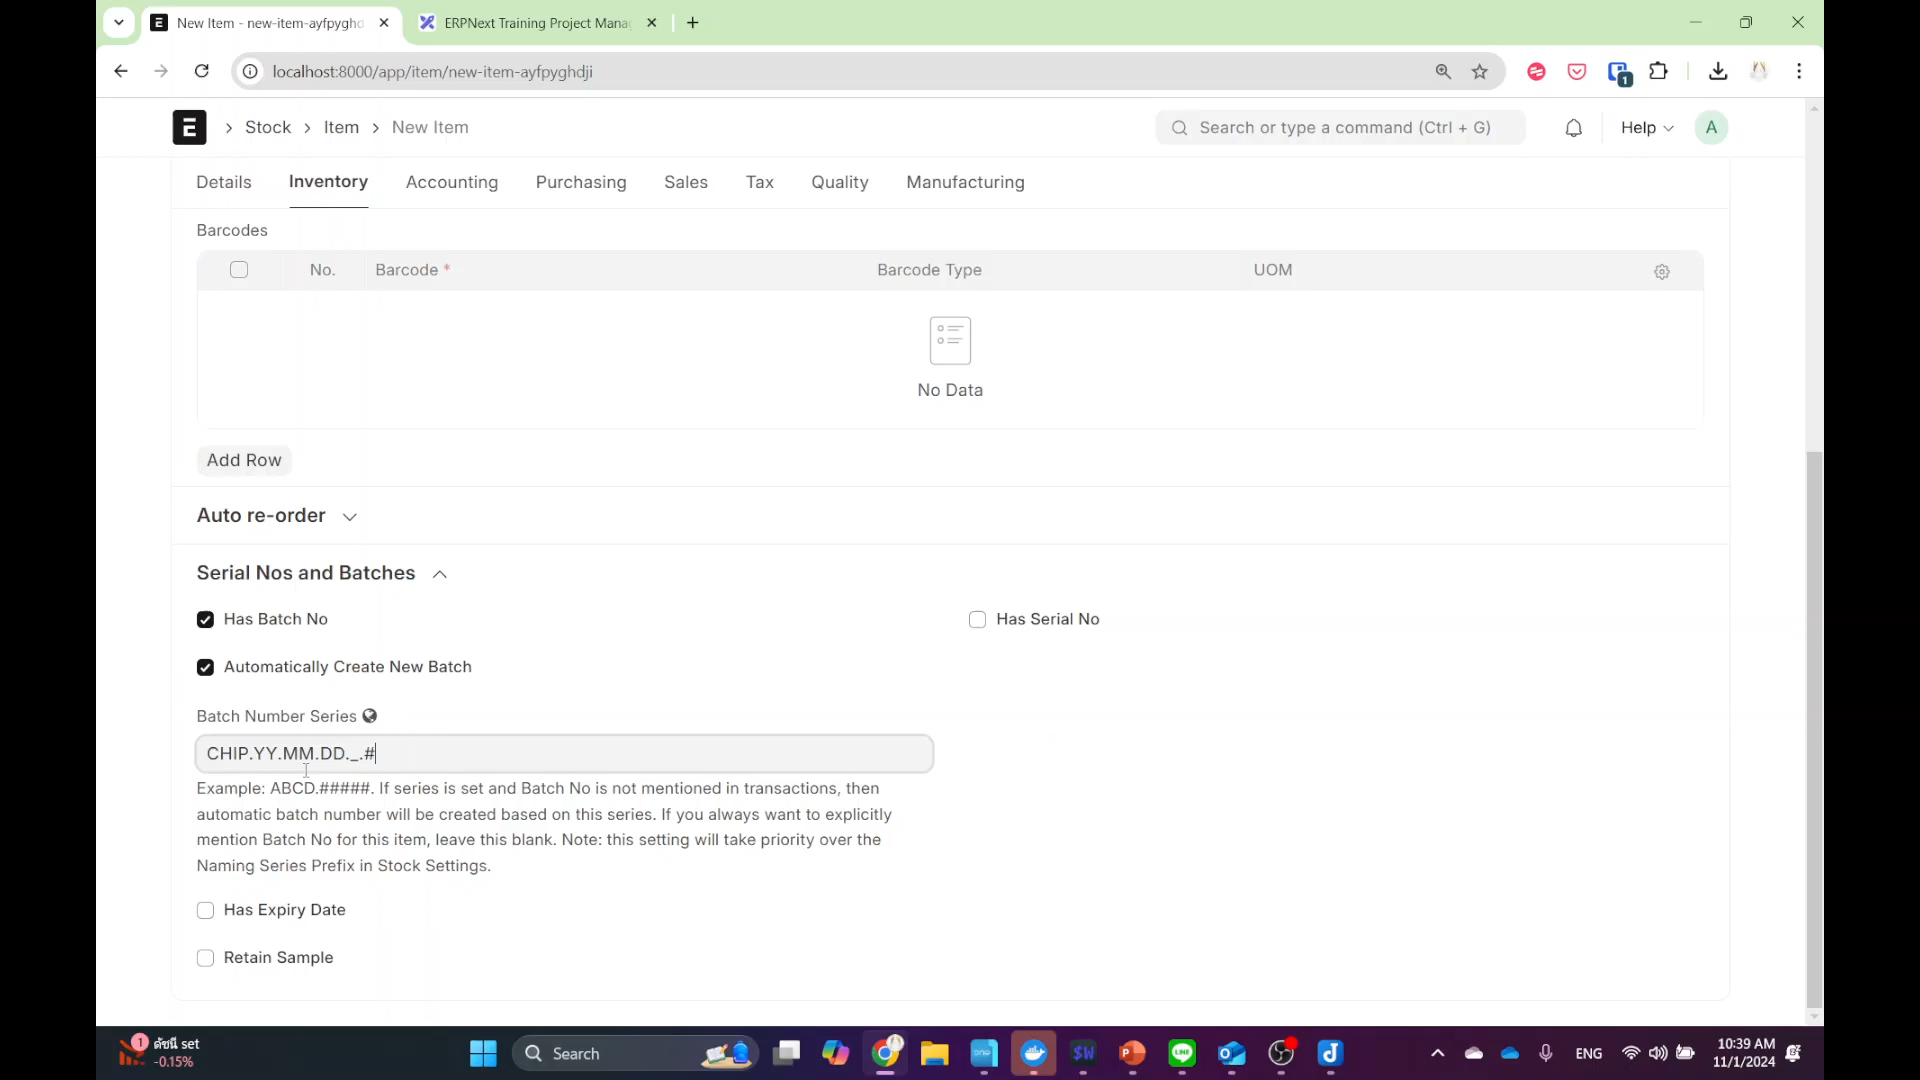 New Item - new-item-ayfpyghd
ERPNext Training Project Mana
localhost:8000/app/item/new-item-ayfpyghdji
1
E
Stock
Item
New Item
Search or type a command (Ctrl + G)
Help
A
Details
Inventory
Accounting
Purchasing
Sales
Tax
Quality
Manufacturing
Barcodes
No.
Barcode *
Barcode Type
UOM
No Data
Add Row
Auto re-order
Serial Nos and Batches
Has Batch No
Has Serial No
Automatically Create New Batch
Batch Number Series
CHIP.YY.MM.DD._.#
Example: ABCD.#####. If series is set and Batch No is not mentioned in transactions, then
automatic batch number will be created based on this series. If you always want to explicitly
mention Batch No for this item, leave this blank. Note: this setting will take priority over the
Naming Series Prefix in Stock Settings.
Has Expiry Date
Retain Sample
1
ดัชนี set
-0.15%
Search
ENG
10:39 AM
11/1/2024